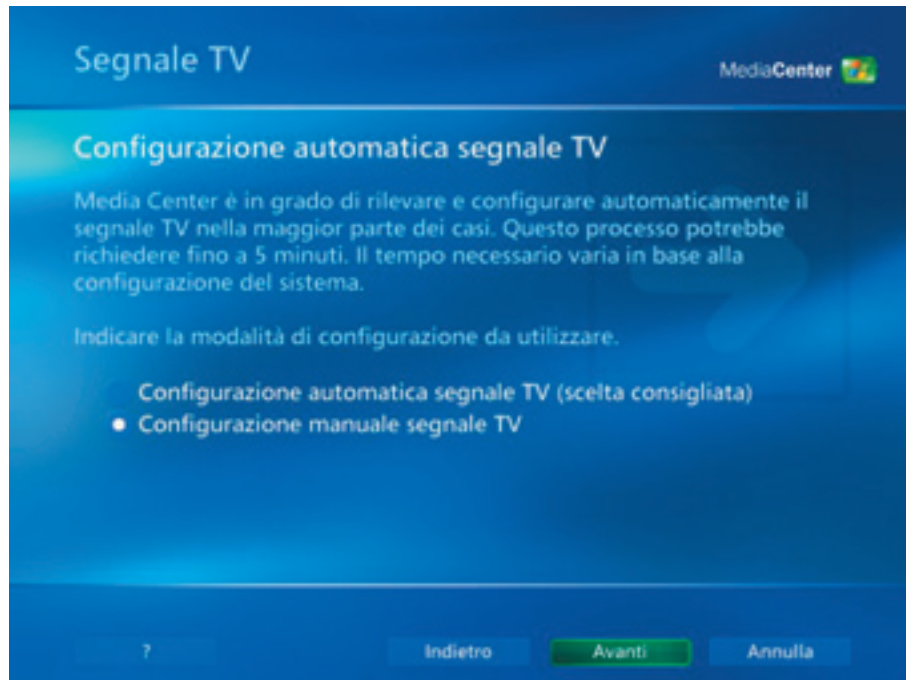 Segnale TV
MediaCenter
Configurazione automatica segnale TV
Media Center è in grado di rilevare e configurare automaticamente il
segnale TV nella maggior parte dei casi. Questo processo potrebbe
richiedere fino a 5 minuti. Il tempo necessario varia in base alla
configurazione del sistema.
Indicare la modalità di configurazione da utilizzare.
Configurazione automatica segnale TV (scelta consigliata)
Configurazione manuale segnale TV
? Indietro Avanti Annulla